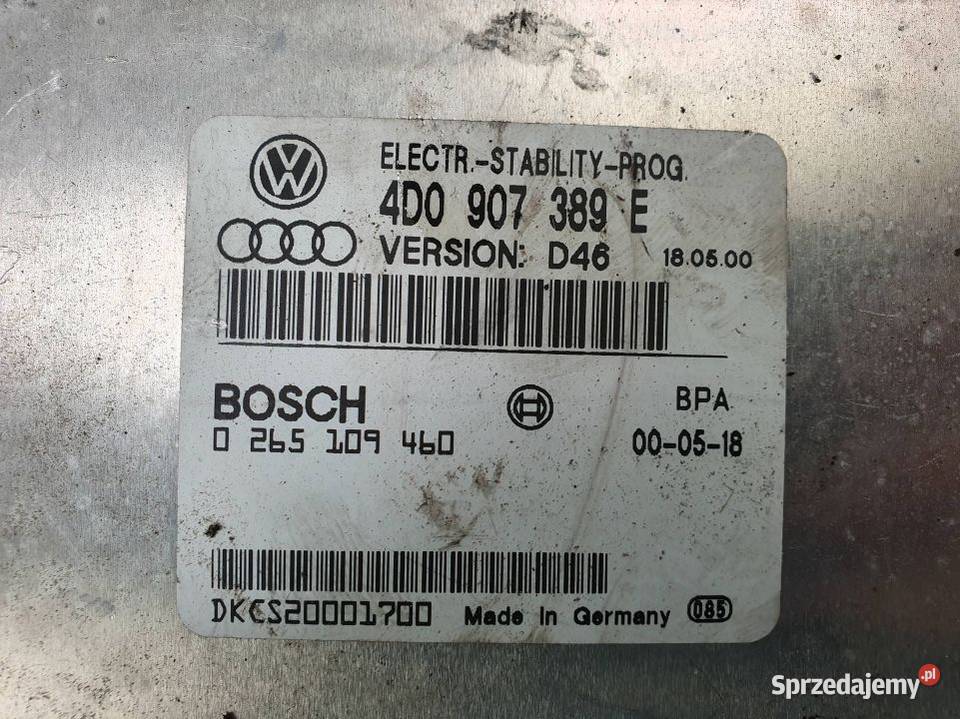 ELECTR.-STABILITY-PROG.
4D0 907 389 E
VERSION: D46 18.05.00
BOSCH BPA
0 265 109 460 00-05-18
DKCS20001700 Made In Germany 085
Sprzedajemy.pl